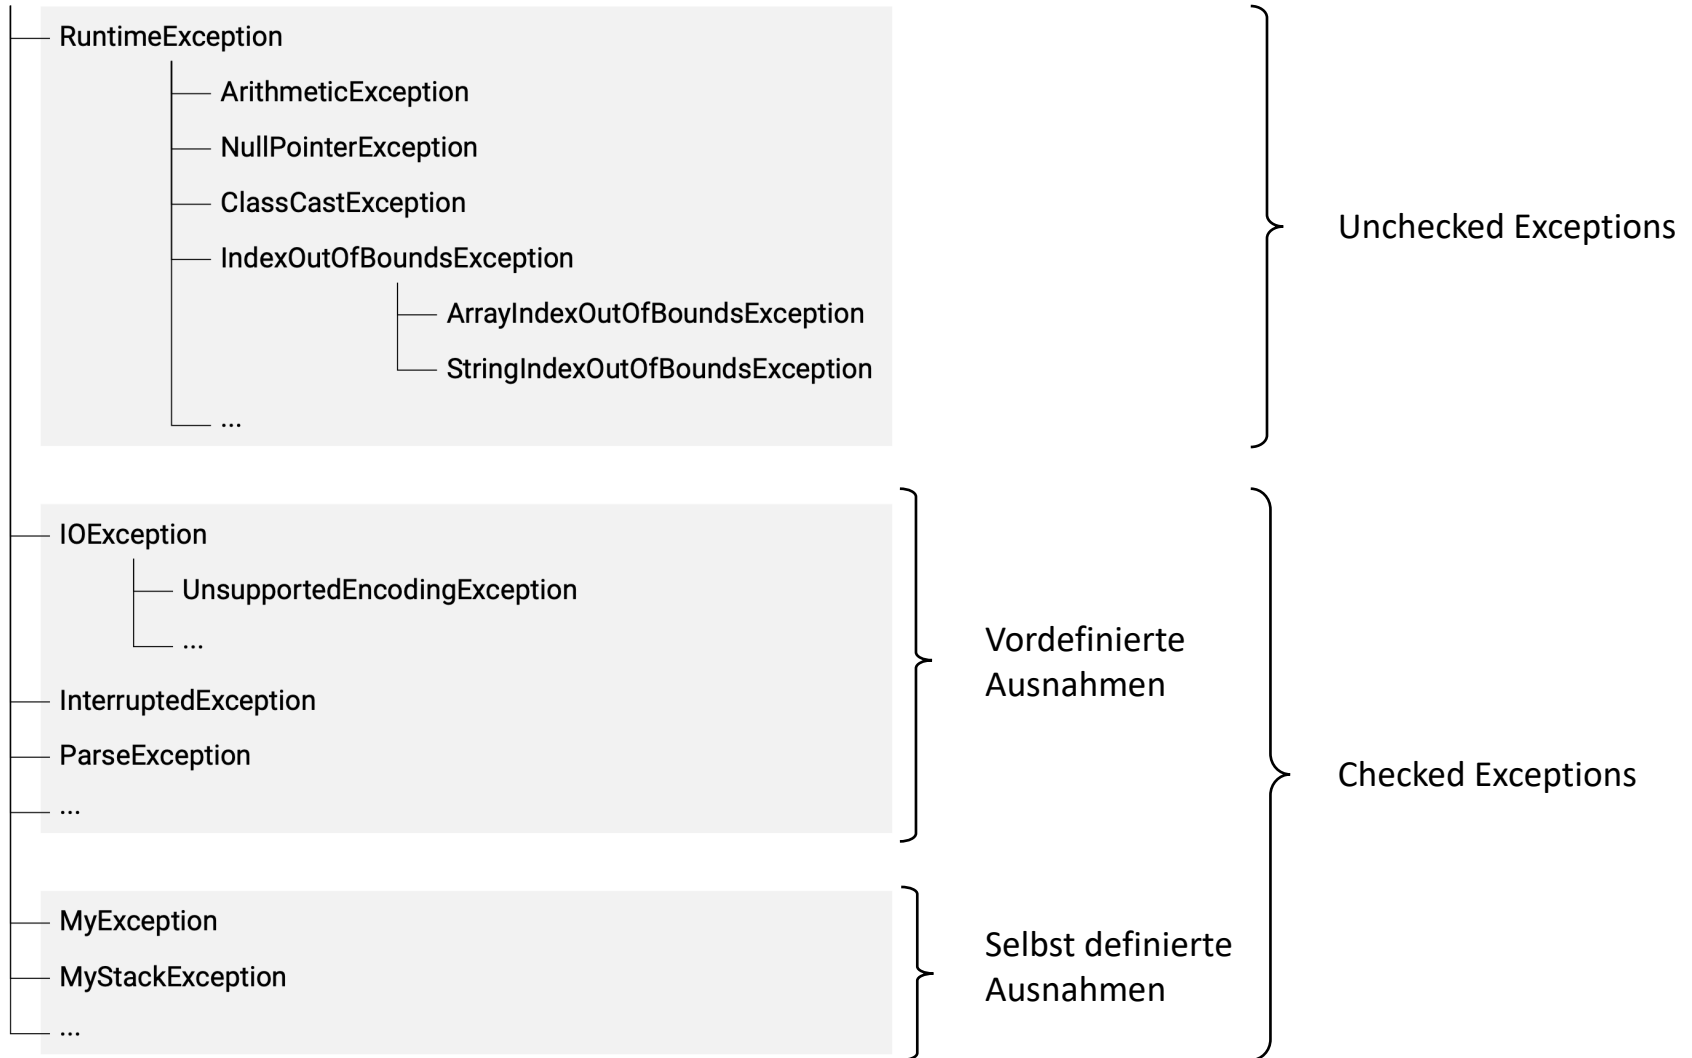 RuntimeException
ArithmeticException
NullPointerException
ClassCastException
IndexOutOfBoundsException
ArrayIndexOutOfBoundsException
StringIndexOutOfBoundsException
...
Unchecked Exceptions
IOException
UnsupportedEncodingException
...
InterruptedException
ParseException
...
Vordefinierte
Ausnahmen
MyException
MyStackException
...
Selbst definierte
Ausnahmen
Checked Exceptions